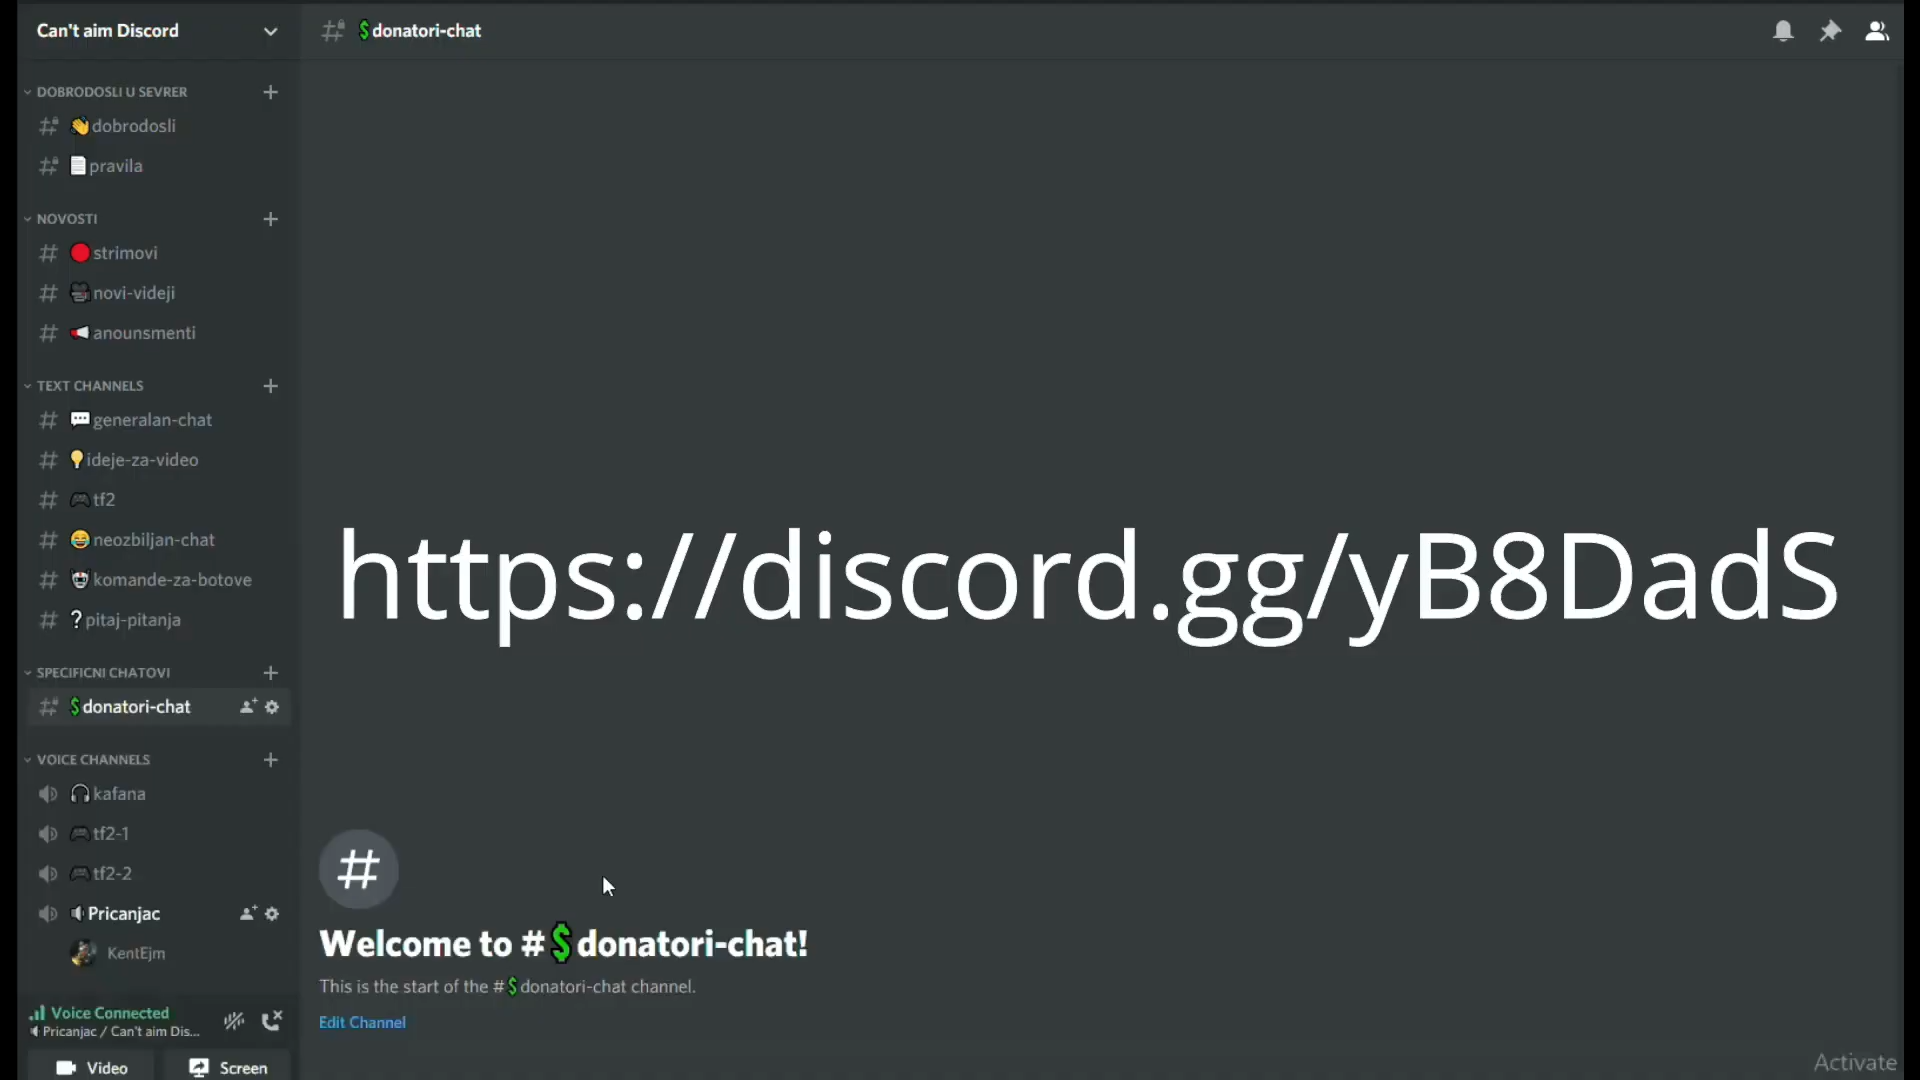 Can't aim Discord
$donatori-chat
DOBRODOSLI U SEVRER
dobrodosli
pravila
NOVOSTI
strimovi
novi-videji
anounsmenti
TEXT CHANNELS
generalan-chat
ideje-za-video
tf2
neozbiljan-chat
komande-za-botove
?pitaj-pitanja
SPECIFICNI CHATOVI
$donatori-chat
VOICE CHANNELS
kafana
tf2-1
tf2-2
Pricanjac
KentEjm
Voice Connected
Pricanjac / Can't aim Dis...
Video
Screen
https://discord.gg/yB8DadS
#
Welcome to #$donatori-chat!
This is the start of the #$donatori-chat channel.
Edit Channel
Activate